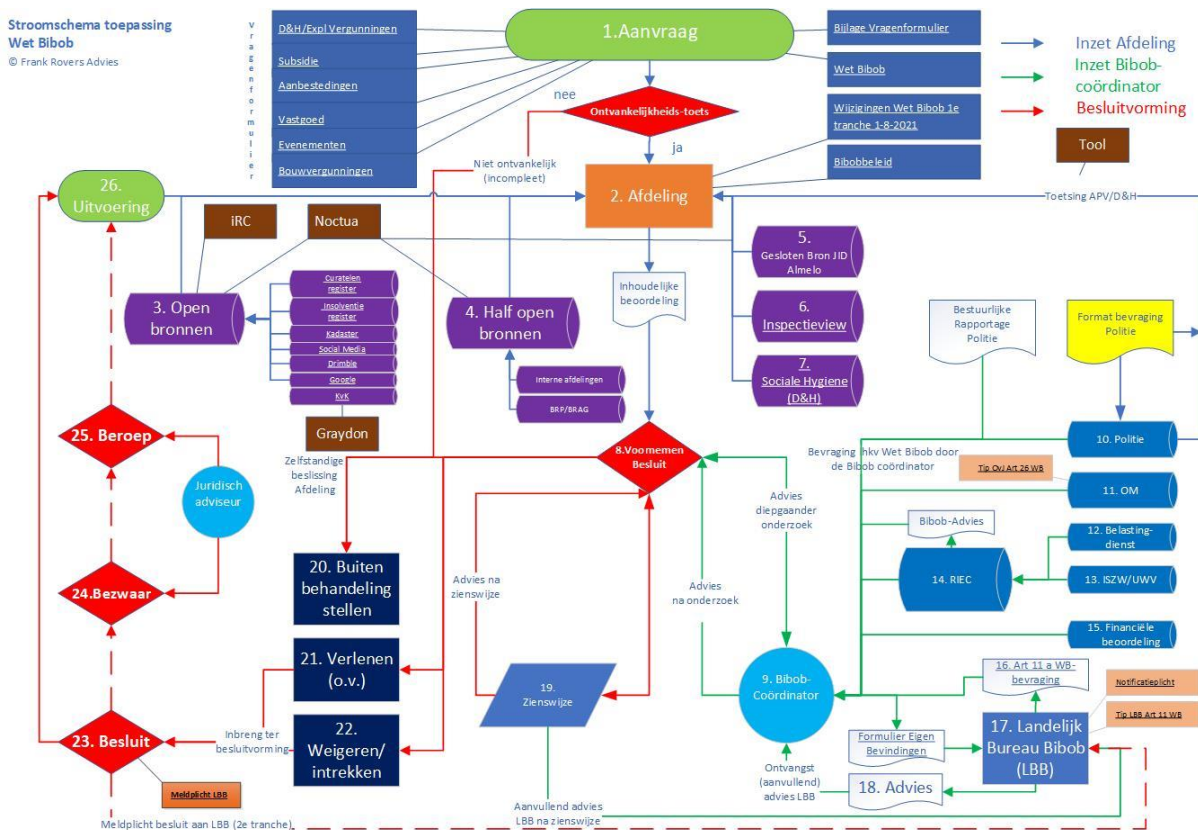 Stroomschema toepassing
Wet Bibob
© Frank Rovers Advies
Vragenformulier
D&H/Expl Vergunningen
Subsidie
Aanbestedingen
Vastgoed
Evenementen
Bouwvergunningen
1.Aanvraag
Bijlage Vragenformulier
Wet Bibob
Wijzigingen Wet Bibob 1e
tranche 1-8-2021
Bibobbeleid
Inzet Afdeling
Inzet Bibob-
coördinator
Besluitvorming
Tool
nee
Ontvankelijkheids-toets
ja
Niet ontvankelijk
(incompleet)
2. Afdeling
Toetsing APV/D&H
26.
Uitvoering
iRC
Noctua
3. Open
bronnen
Curatelen
register
Insolventie
register
Kadaster
Social Media
Drimble
Google
KvK
Graydon
4. Half open
bronnen
Interne afdelingen
BRP/BRAG
Inhoudelijke
beoordeling
5.
Gesloten Bron JID
Almelo
6.
Inspectieview
7.
Sociale Hygiene
(D&H)
Bestuurlijke
Rapportage
Politie
Format bevraging
Politie
25. Beroep
Juridisch
adviseur
24.Bezwaar
Zelfstandige
beslissing
Afdeling
8.Voornemen
Besluit
Bevraging ihkv Wet Bibob door
de Bibob coördinator
10. Politie
Tip OvJ Art 26 WB
11. OM
Advies
diepgaander
onderzoek
Bibob-Advies
12. Belasting-
dienst
14. RIEC
13. ISZW/UWV
15. Financiële
beoordeling
20. Buiten
behandeling
stellen
Advies na
zienswijze
Advies
na onderzoek
21. Verlenen
(o.v.)
19.
Zienswijze
9. Bibob-
Coördinator
16. Art 11 a WB-
bevraging
Notificatieplicht
Tip LBB Art 11 WB
17. Landelijk
Bureau Bibob
(LBB)
Formulier Eigen
Bevindingen
22.
Weigeren/
intrekken
23. Besluit
Inbreng ter
besluitvorming
Meldplicht LBB
Ontvangst
(aanvullend)
advies LBB
18. Advies
Aanvullend advies
LBB na zienswijze
Meldplicht besluit aan LBB (2e tranche)